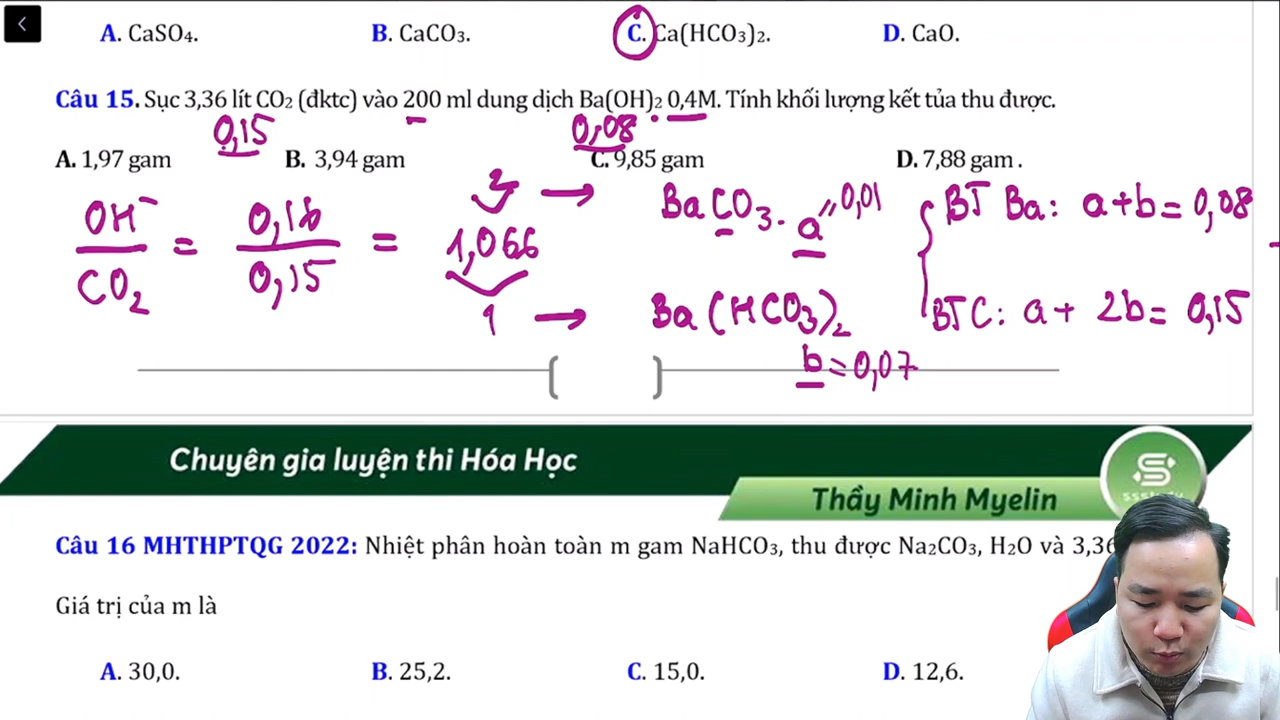 A. CaSO₄. B. CaCO₃. C. Ca(HCO₃)₂. D. CaO.
Câu 15. Sục 3,36 lít CO₂ (đktc) vào 200 ml dung dịch Ba(OH)₂ 0,4M. Tính khối lượng kết tủa thu được.
0,15 0,08
A. 1,97 gam B. 3,94 gam C. 9,85 gam D. 7,88 gam.
OH⁻ / CO₂ = 0,16 / 0,15 = 1,066
2 → BaCO₃. a = 0,01
1 → Ba(HCO₃)₂
b = 0,07
BT Ba: a+b = 0,08
BT C: a + 2b = 0,15
Chuyên gia luyện thi Hóa Học
Thầy Minh Myelin
Câu 16 MHTHPTQG 2022: Nhiệt phân hoàn toàn m gam NaHCO₃, thu được Na₂CO₃, H₂O và 3,36
Giá trị của m là
A. 30,0. B. 25,2. C. 15,0. D. 12,6.